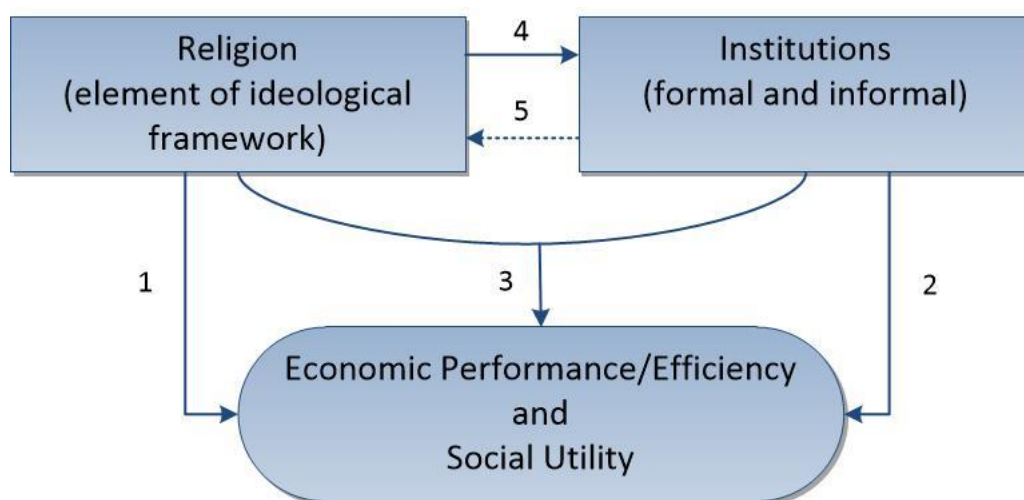 Religion
(element of ideological
framework)
4
5
Institutions
(formal and informal)
1
3
2
Economic Performance/Efficiency
and
Social Utility